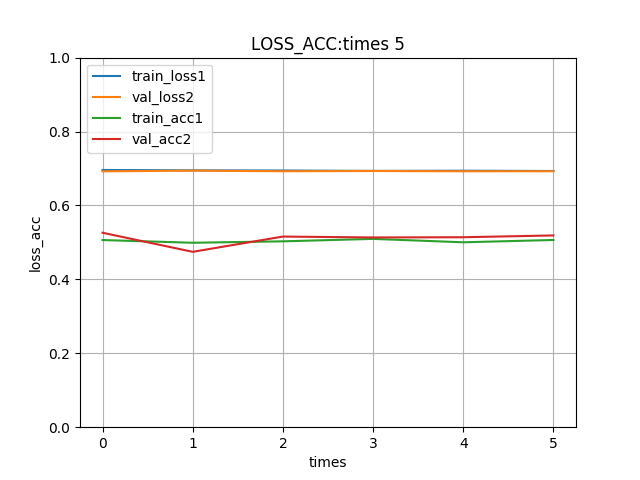 LOSS_ACC:times 5
1.0
0.8
0.6
0.4
0.2
0.0
loss_acc
train_loss1
val_loss2
train_acc1
val_acc2
0 1 2 3 4 5
times